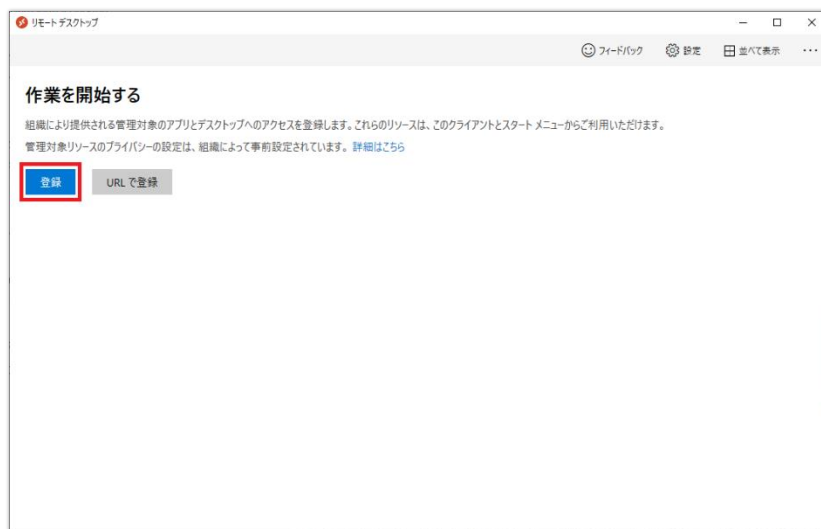 リモート デスクトップ
フィードバック 設定 並べて表示 ...
作業を開始する
組織により提供される管理対象のアプリとデスクトップへのアクセスを登録します。これらのリソースは、このクライアントとスタート メニューからご利用いただけます。
管理対象リソースのプライバシーの設定は、組織によって事前設定されています。 詳細はこちら
登録 URL で登録